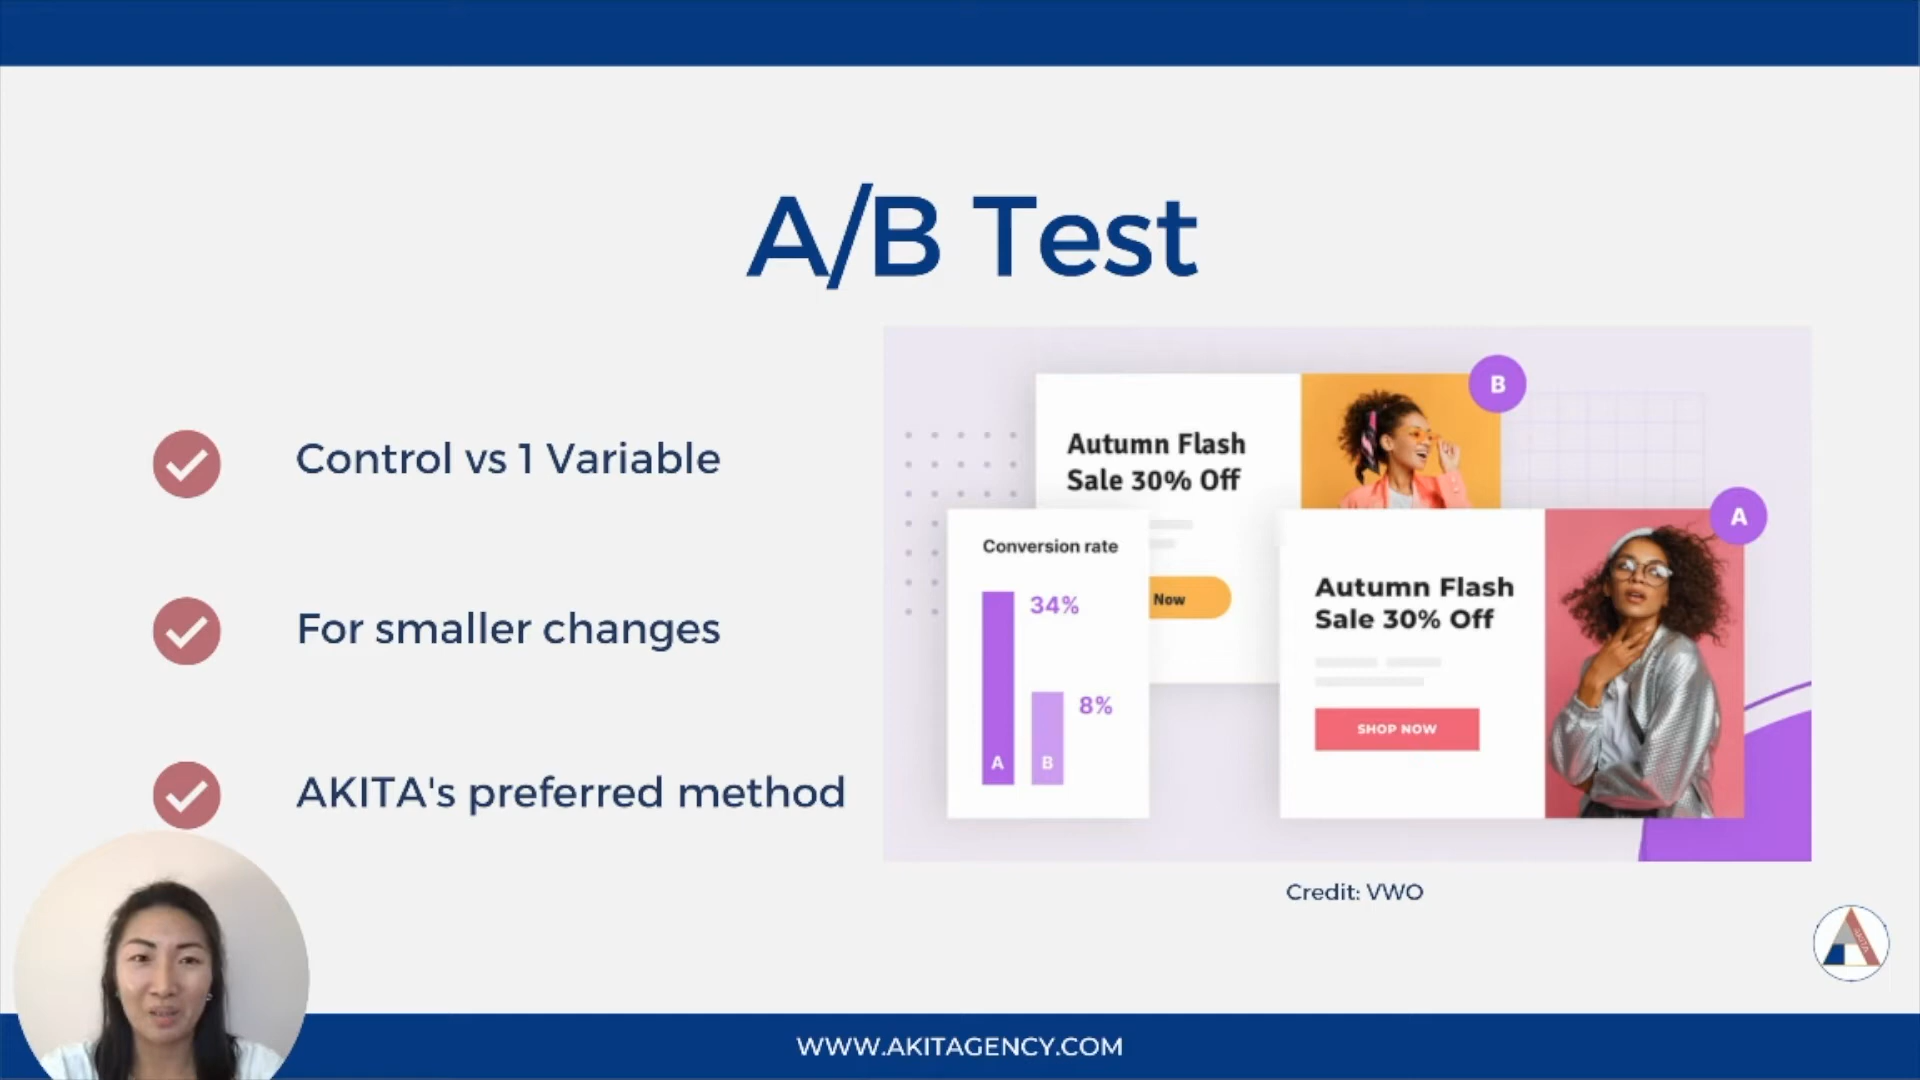 A/B Test
Control vs 1 Variable
For smaller changes
AKITA's preferred method
B
Autumn Flash
Sale 30% Off
Now
A
Autumn Flash
Sale 30% Off
SHOP NOW
Conversion rate
34%
8%
A
B
Credit: VWO
AKITA
WWW.AKITAGENCY.COM